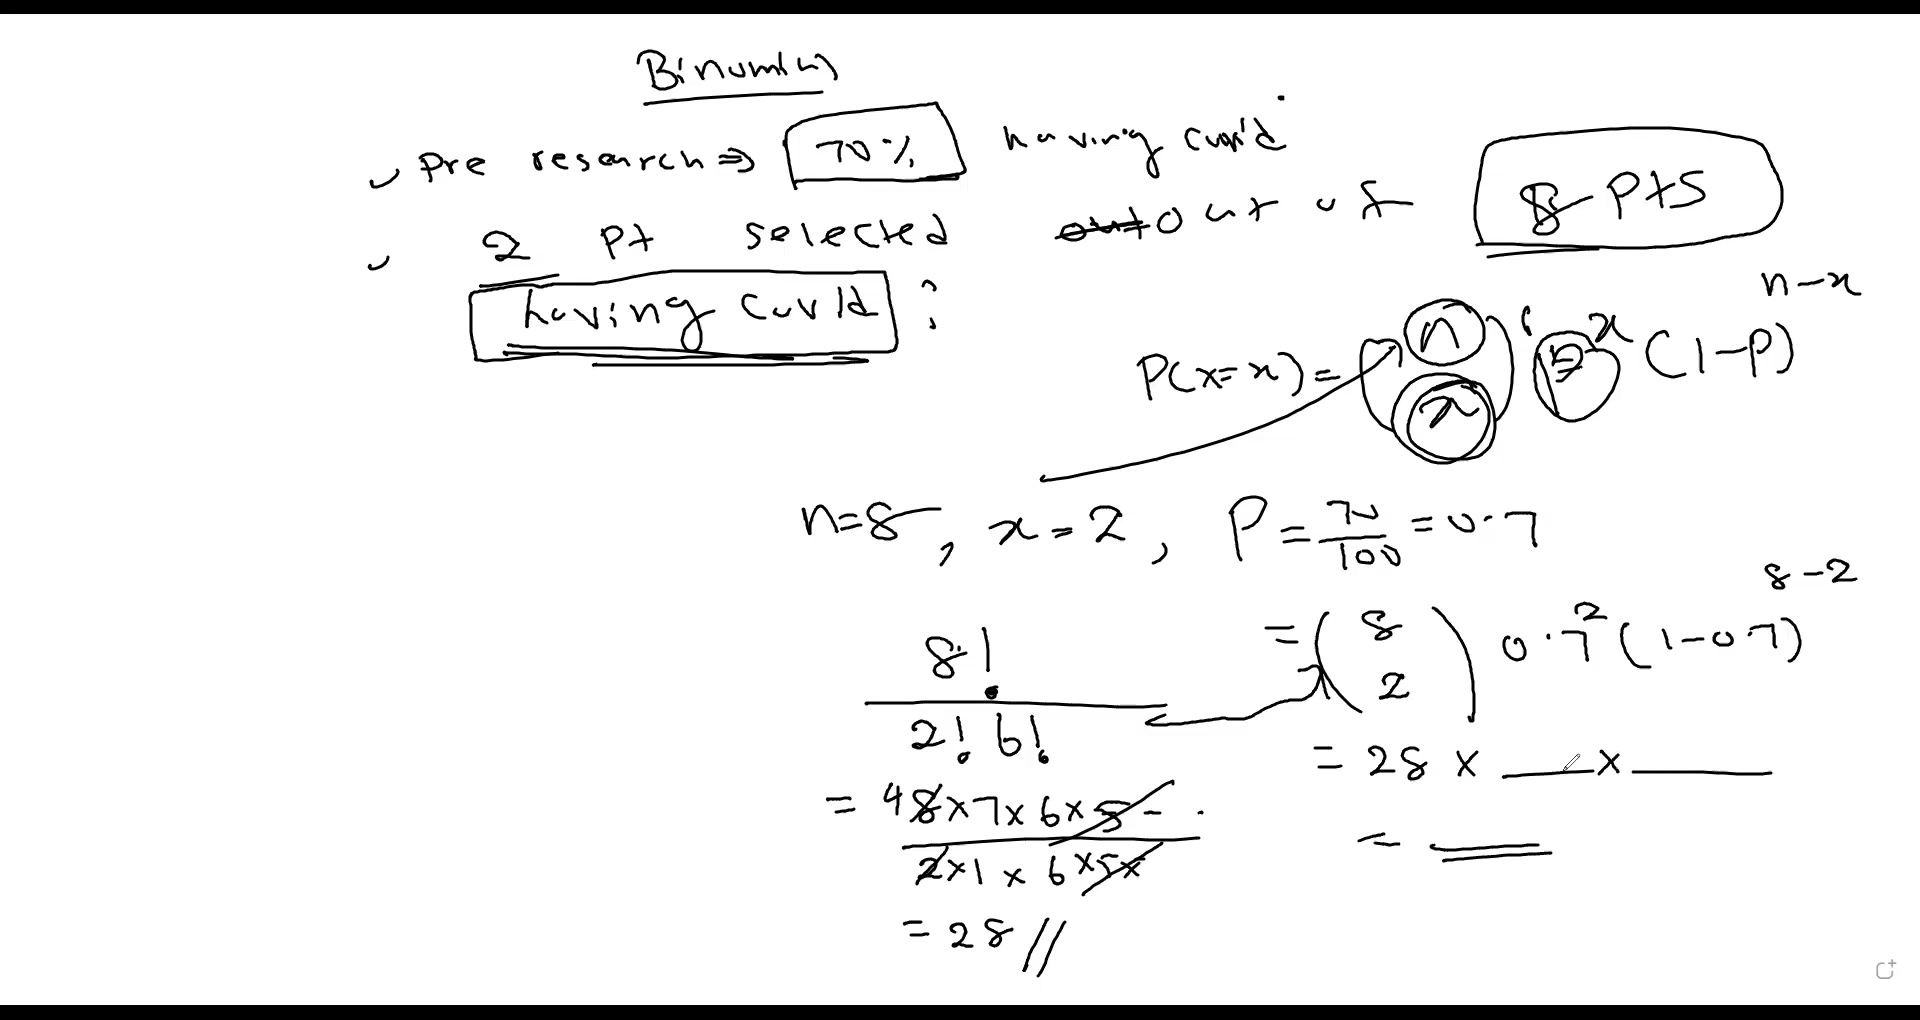 Binomial
Pre research ⇒ 70% having covid
2 pt selected out of 8 Pts
having covid ?
P(x=x) = (n x) p^x (1-p)^n-x
n=8, x=2, P = 70/100 = 0.7
= (8 2) 0.7^2 (1-0.7)^8-2
8!
2! 6!
= 28 × ___ × ___
= 4 8×7×6×5 -
2×1×6×5×
= ___
= 28 //